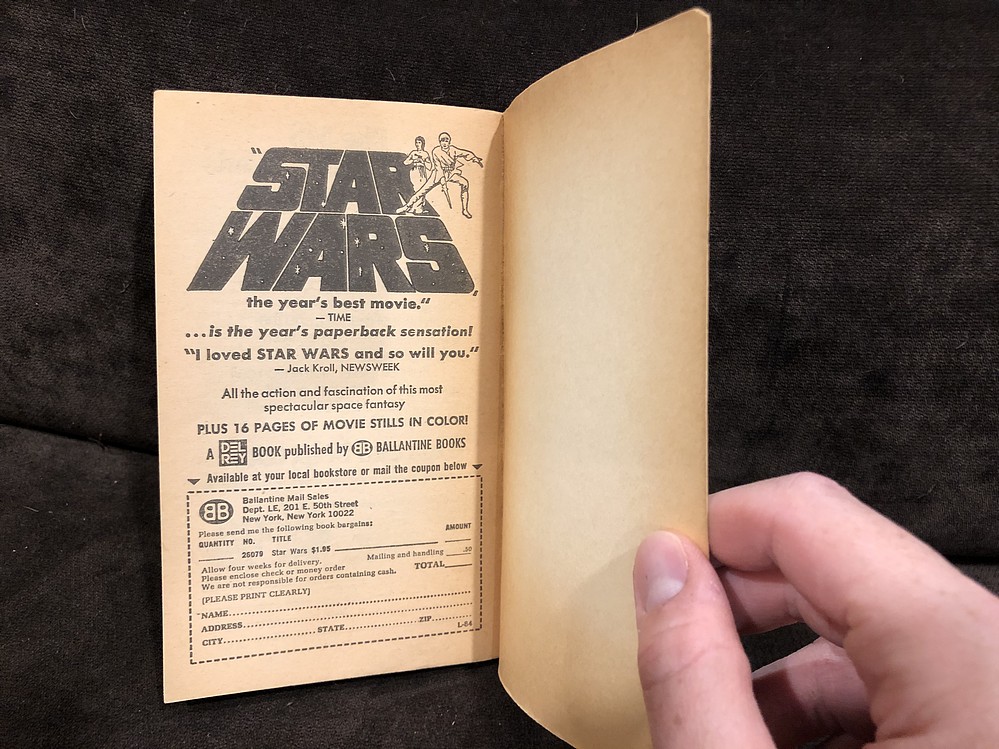 "STAR
WARS"
the year's best movie."
— TIME
...is the year's paperback sensation!
"I loved STAR WARS and so will you."
— Jack Kroll, NEWSWEEK
All the action and fascination of this most
spectacular space fantasy
PLUS 16 PAGES OF MOVIE STILLS IN COLOR!
A DEL REY BOOK published by BB BALLANTINE BOOKS
Available at your local bookstore or mail the coupon below
BB
Ballantine Mail Sales
Dept. LE, 201 E. 50th Street
New York, New York 10022
Please send me the following book bargains:
QUANTITY NO. TITLE AMOUNT
26079 Star Wars $1.95
Allow four weeks for delivery. Mailing and handling .50
Please enclose check or money order TOTAL
We are not responsible for orders containing cash.
(PLEASE PRINT CLEARLY)
NAME
ADDRESS
CITY STATE ZIP
L-84